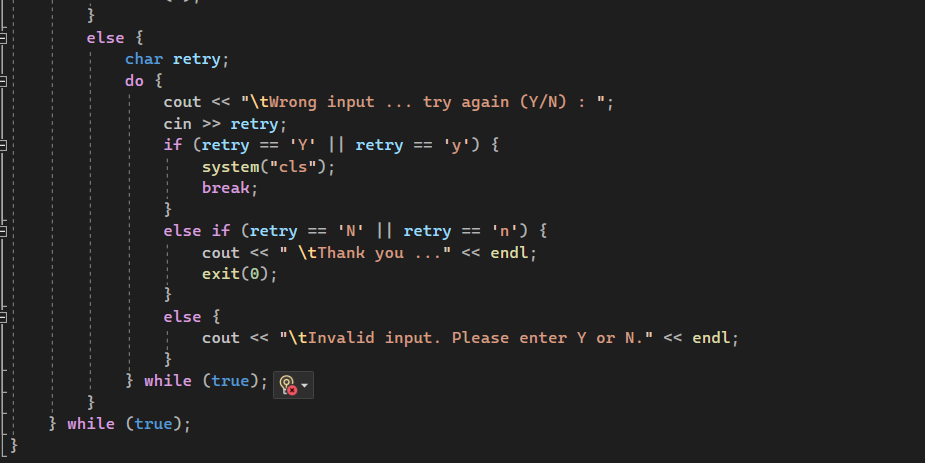 }
else {
char retry;
do {
cout << "\tWrong input ... try again (Y/N) : ";
cin >> retry;
if (retry == 'Y' || retry == 'y') {
system("cls");
break;
}
else if (retry == 'N' || retry == 'n') {
cout << " \tThank you ..." << endl;
exit(0);
}
else {
cout << "\tInvalid input. Please enter Y or N." << endl;
}
} while (true);
}
} while (true);
}